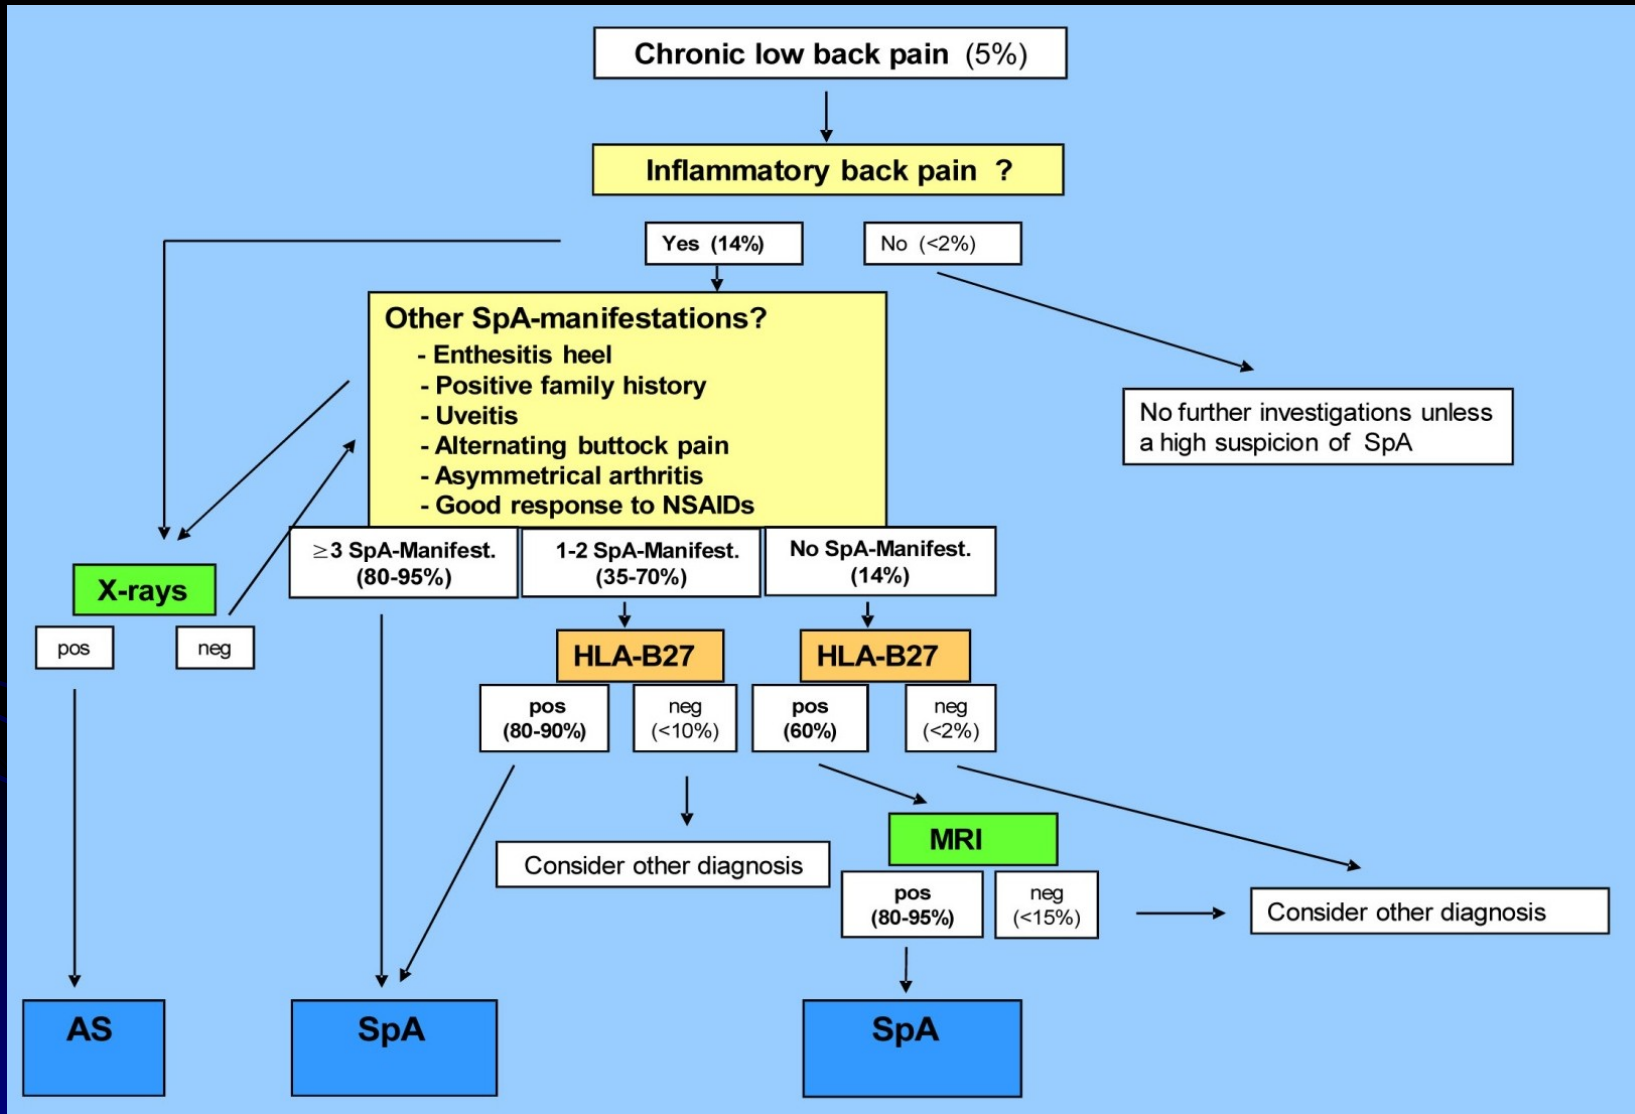 Chronic low back pain (5%)
Inflammatory back pain ?
Yes (14%)
No (<2%)
Other SpA-manifestations?
- Enthesitis heel
- Positive family history
- Uveitis
- Alternating buttock pain
- Asymmetrical arthritis
- Good response to NSAIDs
No further investigations unless
a high suspicion of SpA
≥3 SpA-Manifest.
(80-95%)
1-2 SpA-Manifest.
(35-70%)
No SpA-Manifest.
(14%)
X-rays
pos
neg
HLA-B27
HLA-B27
pos
(80-90%)
neg
(<10%)
pos
(60%)
neg
(<2%)
MRI
Consider other diagnosis
pos
(80-95%)
neg
(<15%)
Consider other diagnosis
AS
SpA
SpA